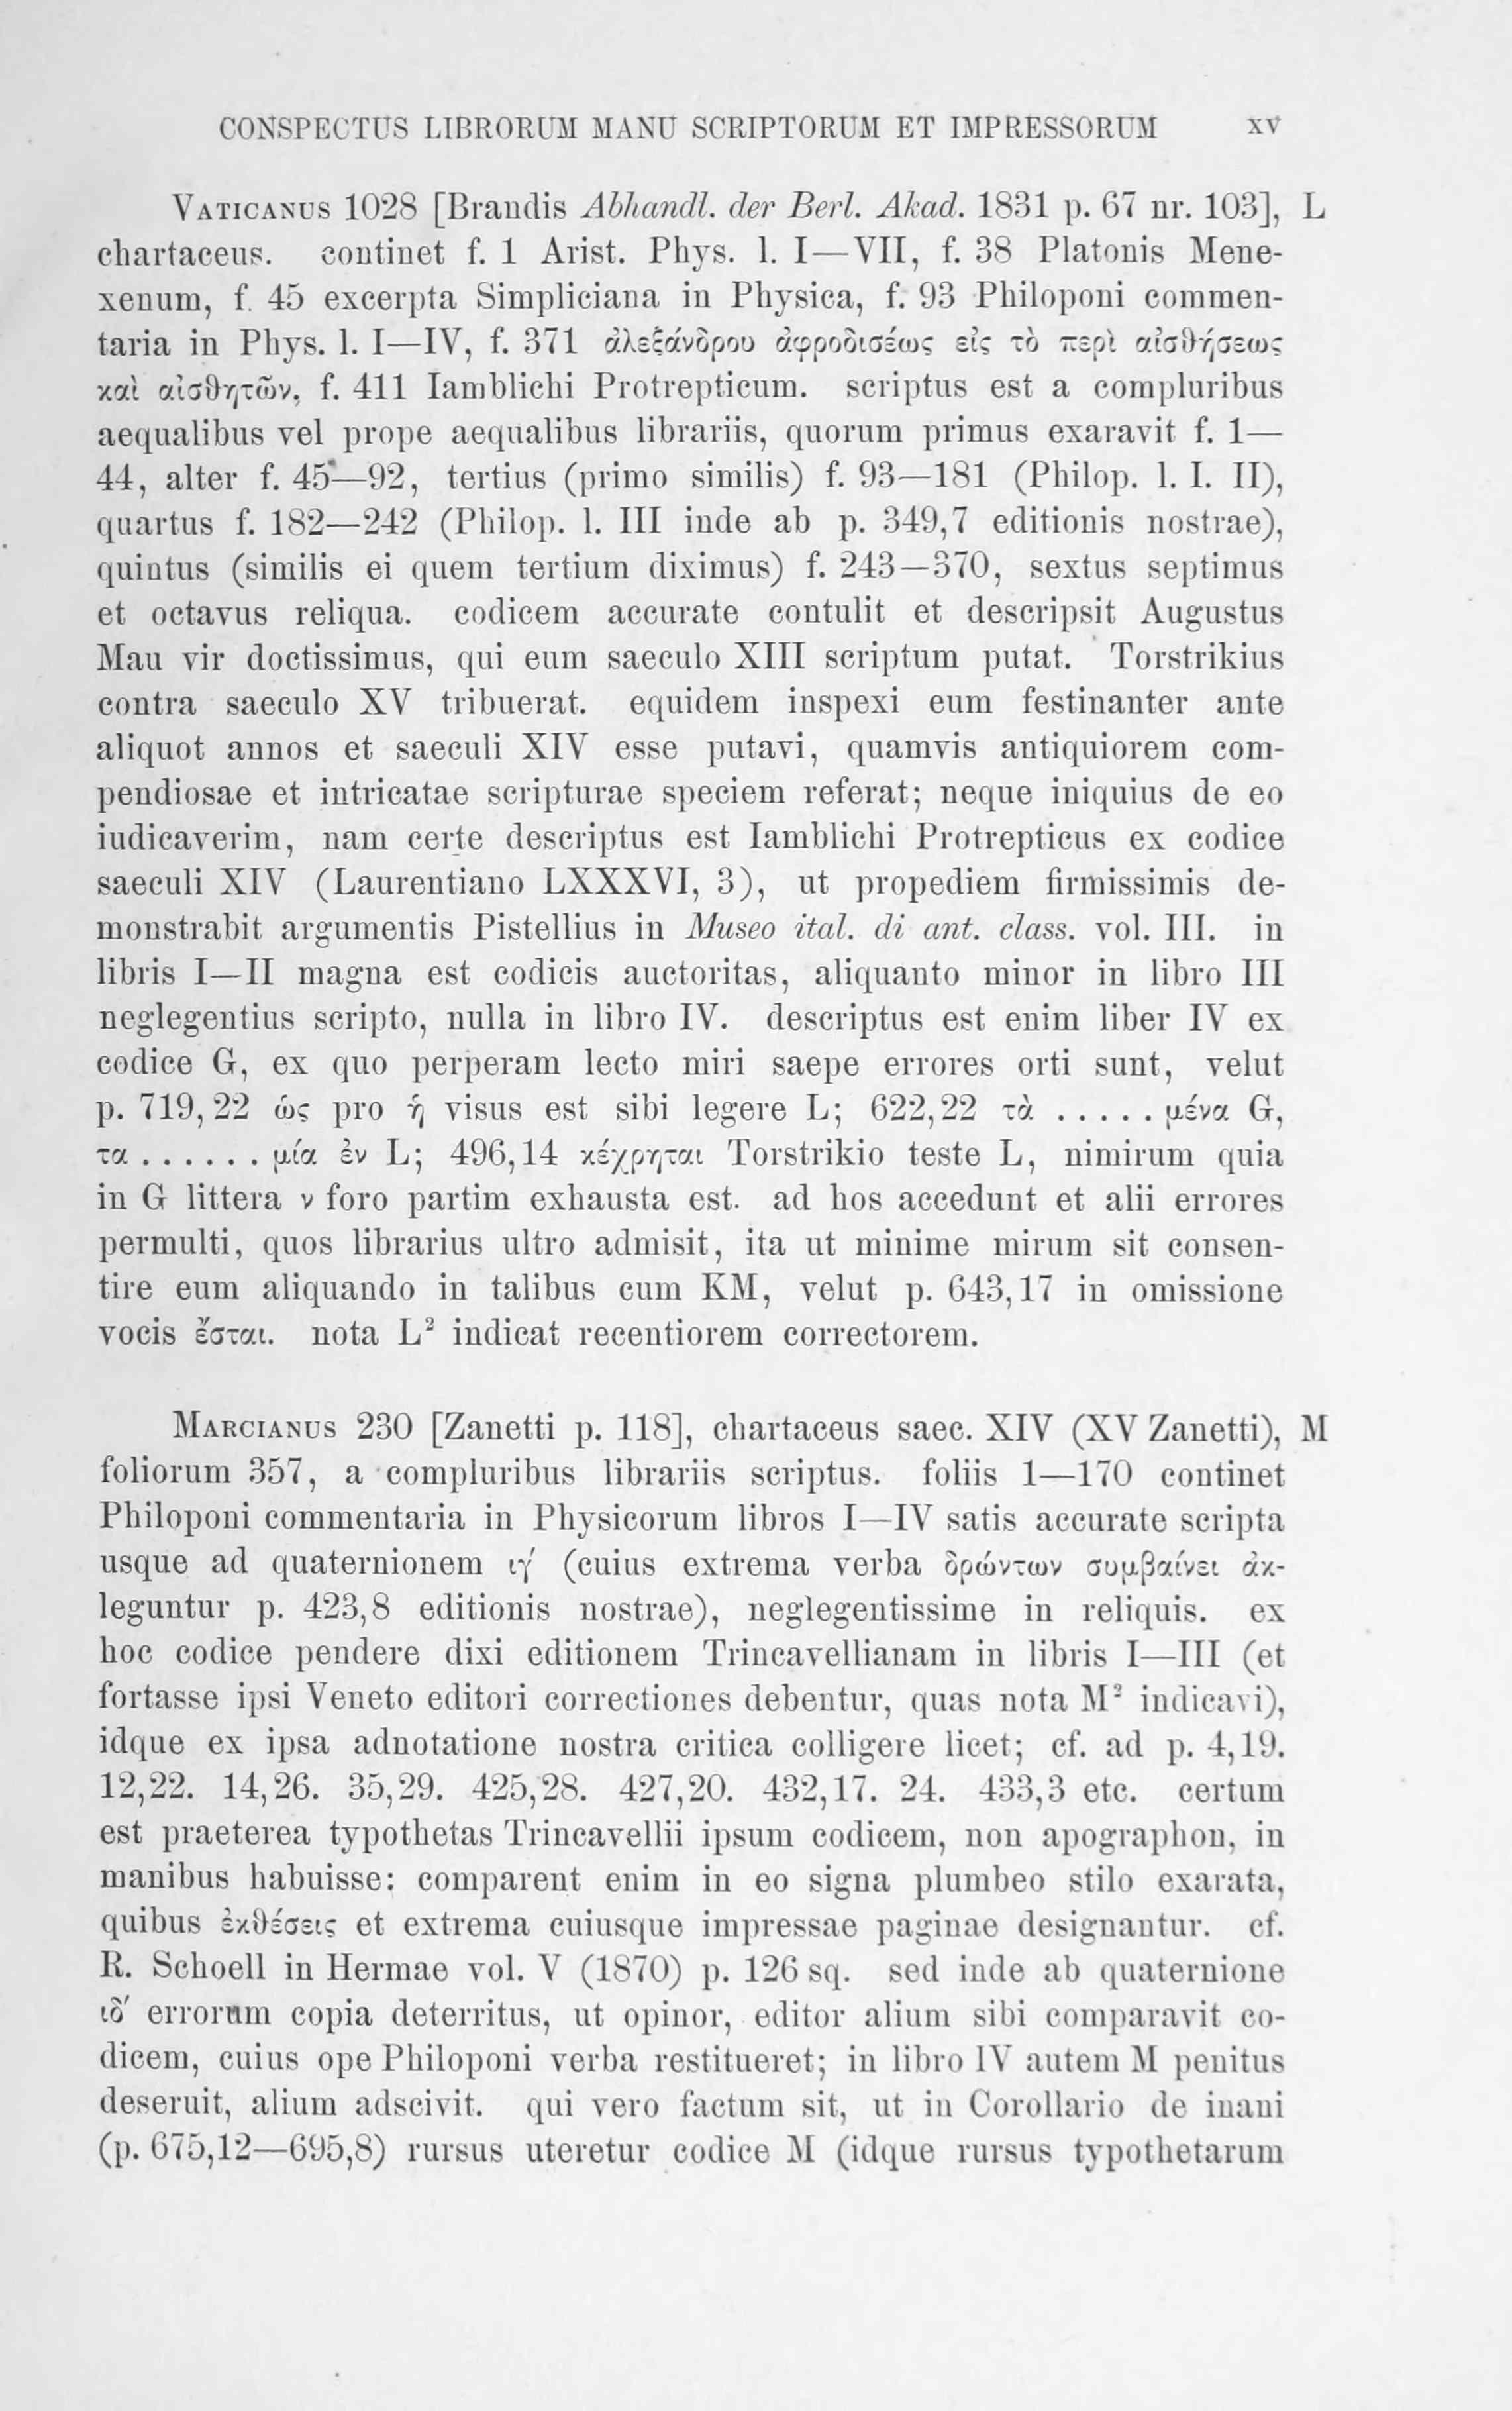 CONSPECTUS LIBRORUM MANU SCRIPTORUM ET IMPRESSORUM XV
VATICANUS 1028 [Brandis Abhandl. der Berl. Akad. 1831 p. 67 nr. 103], L
chartaceus. continet f. 1 Arist. Phys. l. I—VII, f. 38 Platonis Mene-
xenum, f. 45 excerpta Simpliciana in Physica, f. 93 Philoponi commen-
taria in Phys. l. I—IV, f. 371 ἀλεξάνδρου ἀφροδισέως εἰς τὸ περὶ αἰσθήσεως
καὶ αἰσθητῶν, f. 411 Iamblichi Protrepticum. scriptus est a compluribus
aequalibus vel prope aequalibus librariis, quorum primus exaravit f. 1—
44, alter f. 45—92, tertius (primo similis) f. 93—181 (Philop. l. I. II),
quartus f. 182—242 (Philop. l. III inde ab p. 349,7 editionis nostrae),
quintus (similis ei quem tertium diximus) f. 243—370, sextus septimus
et octavus reliqua. codicem accurate contulit et descripsit Augustus
Mau vir doctissimus, qui eum saeculo XIII scriptum putat. Torstrikius
contra saeculo XV tribuerat. equidem inspexi eum festinanter ante
aliquot annos et saeculi XIV esse putavi, quamvis antiquiorem com-
pendiosae et intricatae scripturae speciem referat; neque iniquius de eo
iudicaverim, nam certe descriptus est Iamblichi Protrepticus ex codice
saeculi XIV (Laurentiano LXXXVI, 3), ut propediem firmissimis de-
monstrabit argumentis Pistellius in Museo ital. di ant. class. vol. III. in
libris I—II magna est codicis auctoritas, aliquanto minor in libro III
neglegentius scripto, nulla in libro IV. descriptus est enim liber IV ex
codice G, ex quo perperam lecto miri saepe errores orti sunt, velut
p. 719,22 ὡς pro ἡ visus est sibi legere L; 622,22 τὰ ..... μένα G,
τα ...... μία ἐν L; 496,14 κέχρηται Torstrikio teste L, nimirum quia
in G littera ν foro partim exhausta est. ad hos accedunt et alii errores
permulti, quos librarius ultro admisit, ita ut minime mirum sit consen-
tire eum aliquando in talibus cum KM, velut p. 643,17 in omissione
vocis ἔσται. nota L² indicat recentiorem correctorem.
MARCIANUS 230 [Zanetti p. 118], chartaceus saec. XIV (XV Zanetti), M
foliorum 357, a compluribus librariis scriptus. foliis 1—170 continet
Philoponi commentaria in Physicorum libros I—IV satis accurate scripta
usque ad quaternionem ιγ΄ (cuius extrema verba δρώντων συμβαίνει ἀκ-
leguntur p. 423,8 editionis nostrae), neglegentissime in reliquis. ex
hoc codice pendere dixi editionem Trincavellianam in libris I—III (et
fortasse ipsi Veneto editori correctiones debentur, quas nota M² indicavi),
idque ex ipsa adnotatione nostra critica colligere licet; cf. ad p. 4,19.
12,22. 14,26. 35,29. 425,28. 427,20. 432,17. 24. 433,3 etc. certum
est praeterea typothetas Trincavellii ipsum codicem, non apographon, in
manibus habuisse: comparent enim in eo signa plumbeo stilo exarata,
quibus ἐκθέσεις et extrema cuiusque impressae paginae designantur. cf.
R. Schoell in Hermae vol. V (1870) p. 126 sq. sed inde ab quaternione
ιδ΄ errorum copia deterritus, ut opinor, editor alium sibi comparavit co-
dicem, cuius ope Philoponi verba restitueret; in libro IV autem M penitus
deseruit, alium adscivit. qui vero factum sit, ut in Corollario de inani
(p. 675,12—695,8) rursus uteretur codice M (idque rursus typothetarum